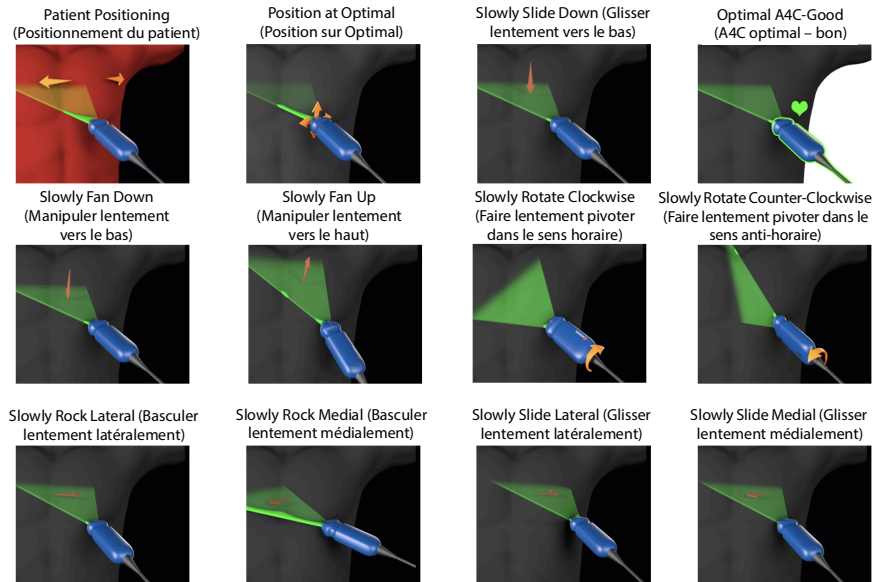 Patient Positioning
(Positionnement du patient)
Position at Optimal
(Position sur Optimal)
Slowly Slide Down (Glisser
lentement vers le bas)
Optimal A4C-Good
(A4C optimal – bon)
Slowly Fan Down
(Manipuler lentement
vers le bas)
Slowly Fan Up
(Manipuler lentement
vers le haut)
Slowly Rotate Clockwise
(Faire lentement pivoter
dans le sens horaire)
Slowly Rotate Counter-Clockwise
(Faire lentement pivoter dans le
sens anti-horaire)
Slowly Rock Lateral (Basculer
lentement latéralement)
Slowly Rock Medial (Basculer
lentement médialement)
Slowly Slide Lateral (Glisser
lentement latéralement)
Slowly Slide Medial (Glisser
lentement médialement)